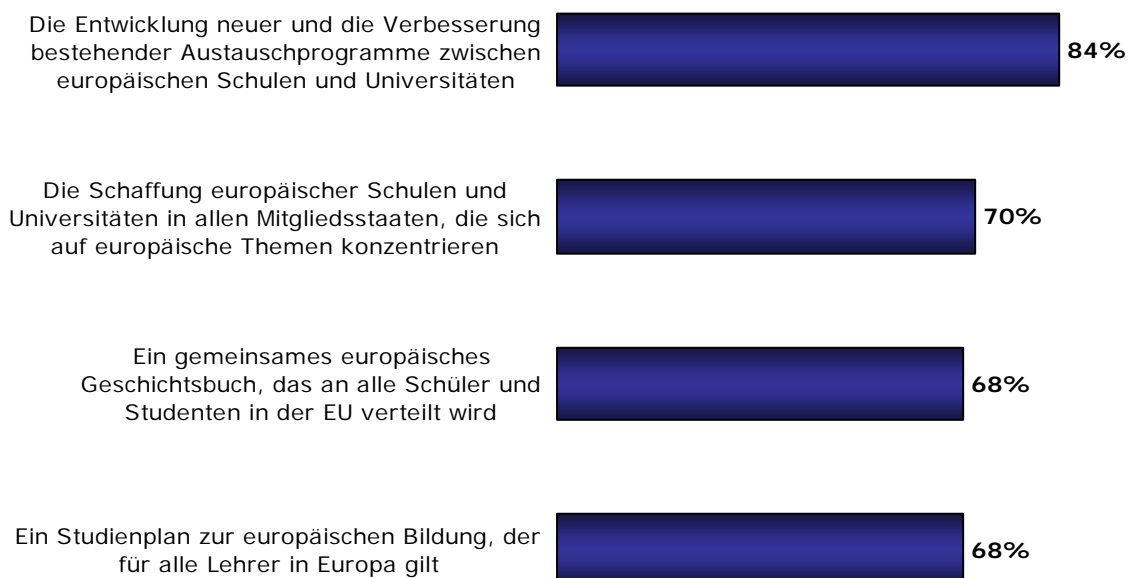 Die Entwicklung neuer und die Verbesserung
bestehender Austauschprogramme zwischen
europäischen Schulen und Universitäten
84%
Die Schaffung europäischer Schulen und
Universitäten in allen Mitgliedsstaaten, die sich
auf europäische Themen konzentrieren
70%
Ein gemeinsames europäisches
Geschichtsbuch, das an alle Schüler und
Studenten in der EU verteilt wird
68%
Ein Studienplan zur europäischen Bildung, der
für alle Lehrer in Europa gilt
68%